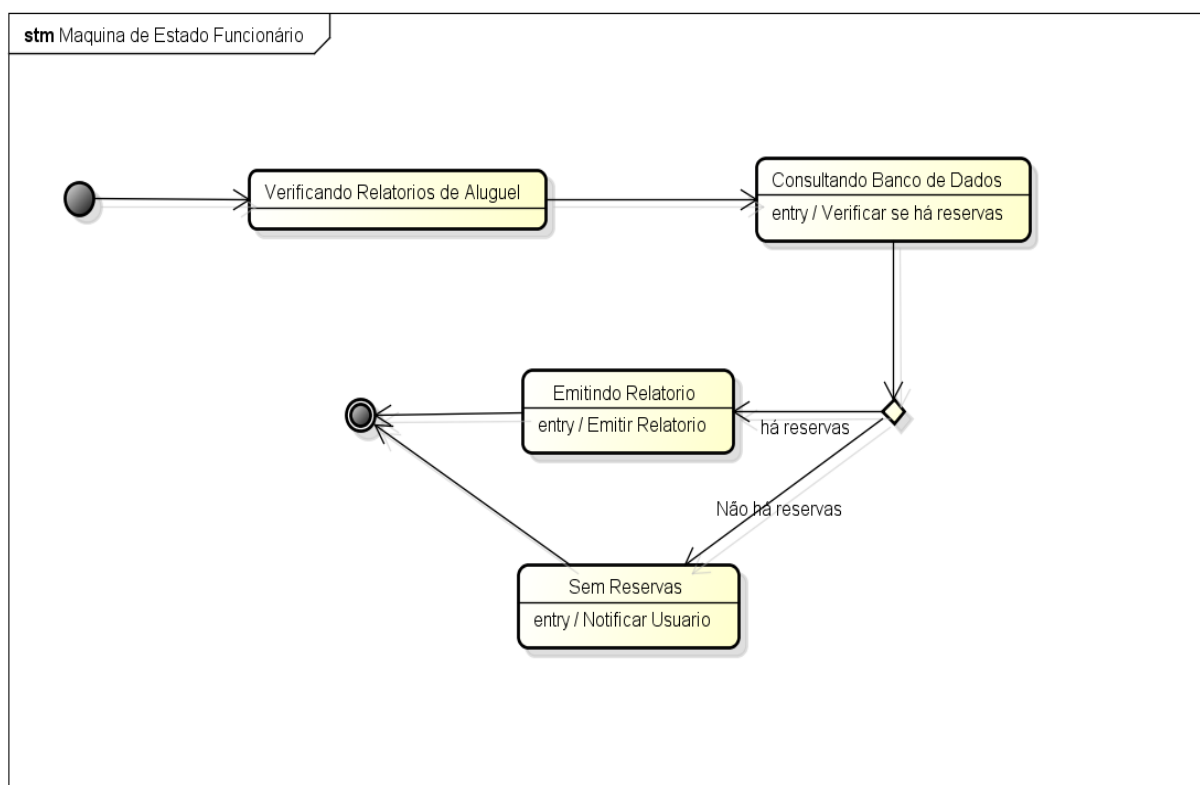 stm Maquina de Estado Funcionário
Verificando Relatorios de Aluguel
Consultando Banco de Dados
entry / Verificar se há reservas
Emitindo Relatorio
entry / Emitir Relatorio
há reservas
Não há reservas
Sem Reservas
entry / Notificar Usuario